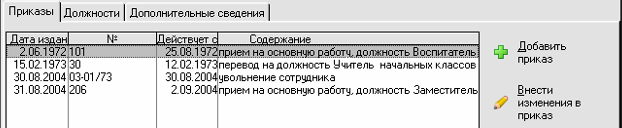 Приказы Должности Дополнительные сведения
Дата издан № Действует с Содержание
2.06.1972 101 25.08.1972 прием на основную работу, должность Воспитатель
15.02.1973 30 12.02.1973 перевод на должность Учитель начальных классов
30.08.2004 03-01/73 30.08.2004 увольнение сотрудника
31.08.2004 206 2.09.2004 прием на основную работу, должность Заместитель
Добавить
приказ
Внести
изменения в
приказ